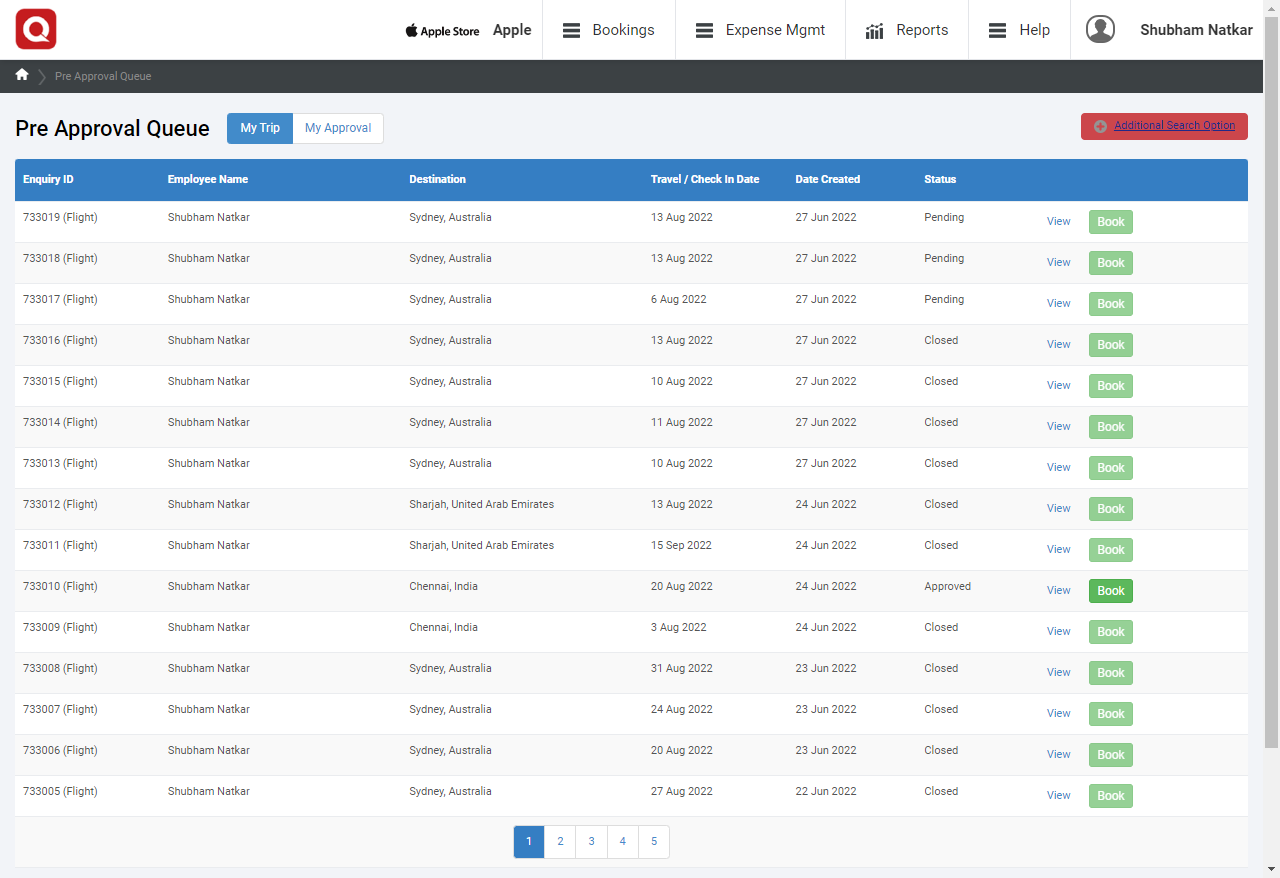 Apple Store Apple Bookings Expense Mgmt Reports Help Shubham Natkar
Pre Approval Queue
Pre Approval Queue My Trip My Approval Additional Search Option
Enquiry ID Employee Name Destination Travel / Check In Date Date Created Status
733019 (Flight) Shubham Natkar Sydney, Australia 13 Aug 2022 27 Jun 2022 Pending View Book
733018 (Flight) Shubham Natkar Sydney, Australia 13 Aug 2022 27 Jun 2022 Pending View Book
733017 (Flight) Shubham Natkar Sydney, Australia 6 Aug 2022 27 Jun 2022 Pending View Book
733016 (Flight) Shubham Natkar Sydney, Australia 13 Aug 2022 27 Jun 2022 Closed View Book
733015 (Flight) Shubham Natkar Sydney, Australia 10 Aug 2022 27 Jun 2022 Closed View Book
733014 (Flight) Shubham Natkar Sydney, Australia 11 Aug 2022 27 Jun 2022 Closed View Book
733013 (Flight) Shubham Natkar Sydney, Australia 10 Aug 2022 27 Jun 2022 Closed View Book
733012 (Flight) Shubham Natkar Sharjah, United Arab Emirates 13 Aug 2022 24 Jun 2022 Closed View Book
733011 (Flight) Shubham Natkar Sharjah, United Arab Emirates 15 Sep 2022 24 Jun 2022 Closed View Book
733010 (Flight) Shubham Natkar Chennai, India 20 Aug 2022 24 Jun 2022 Approved View Book
733009 (Flight) Shubham Natkar Chennai, India 3 Aug 2022 24 Jun 2022 Closed View Book
733008 (Flight) Shubham Natkar Sydney, Australia 31 Aug 2022 23 Jun 2022 Closed View Book
733007 (Flight) Shubham Natkar Sydney, Australia 24 Aug 2022 23 Jun 2022 Closed View Book
733006 (Flight) Shubham Natkar Sydney, Australia 20 Aug 2022 23 Jun 2022 Closed View Book
733005 (Flight) Shubham Natkar Sydney, Australia 27 Aug 2022 22 Jun 2022 Closed View Book
1 2 3 4 5